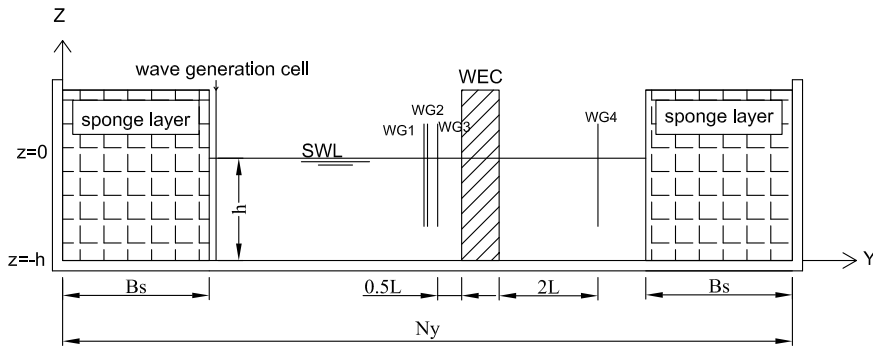 Z
wave generation cell
WEC
WG2
WG4
sponge layer
WG1
WG3
sponge layer
z=0
SWL
h
z=-h
Y
Bs
0.5L
2L
Bs
Ny